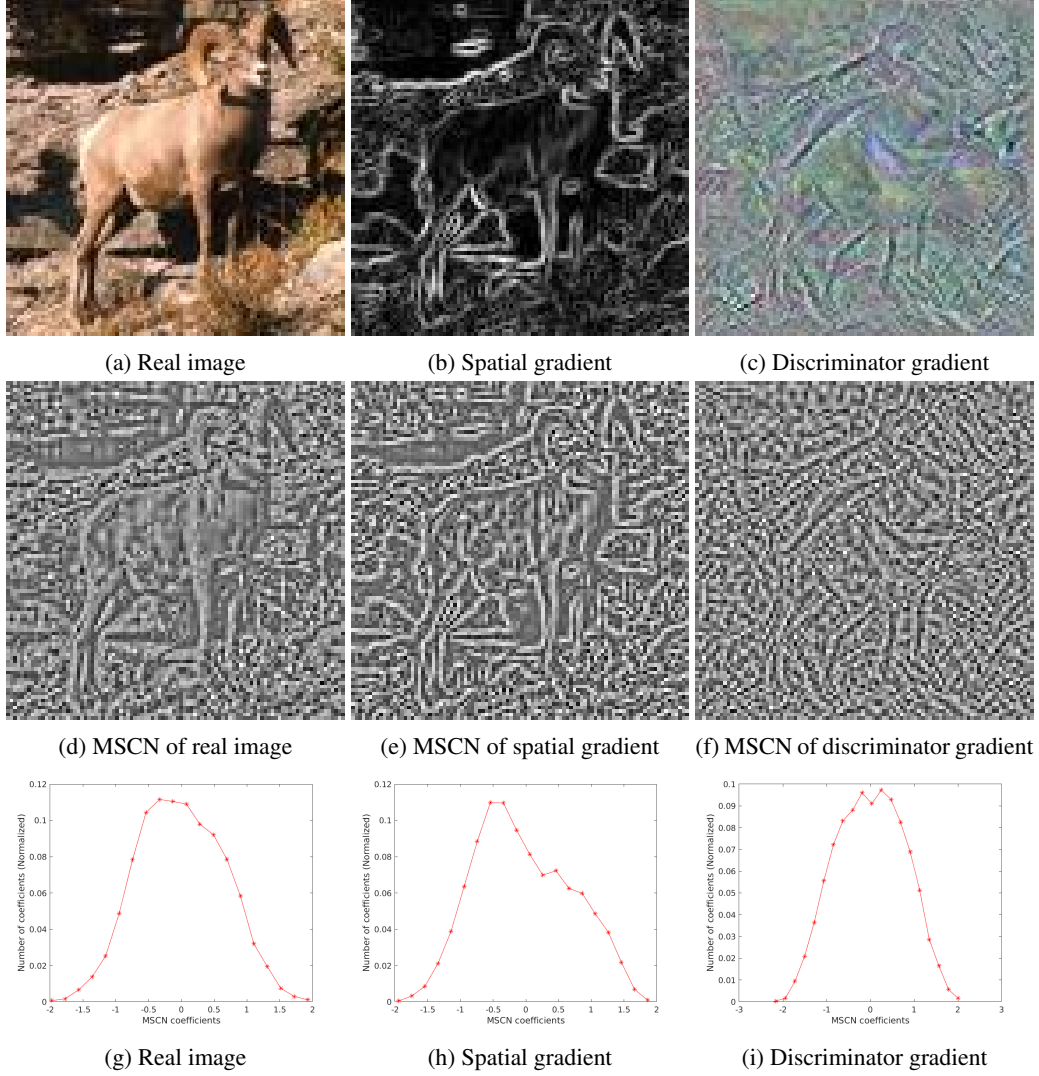 (a) Real image
(b) Spatial gradient
(c) Discriminator gradient
(d) MSCN of real image
(e) MSCN of spatial gradient
(f) MSCN of discriminator gradient
0.12
0.1
0.08
0.06
0.04
0.02
0
Number of coefficients (Normalized)
-2 -1.5 -1 -0.5 0 0.5 1 1.5 2
MSCN coefficients
0.12
0.1
0.08
0.06
0.04
0.02
0
Number of coefficients (Normalized)
-2 -1.5 -1 -0.5 0 0.5 1 1.5 2
MSCN coefficients
0.1
0.09
0.08
0.07
0.06
0.05
0.04
0.03
0.02
0.01
0
Number of coefficients (Normalized)
-3 -2 -1 0 1 2 3
MSCN coefficients
(g) Real image
(h) Spatial gradient
(i) Discriminator gradient